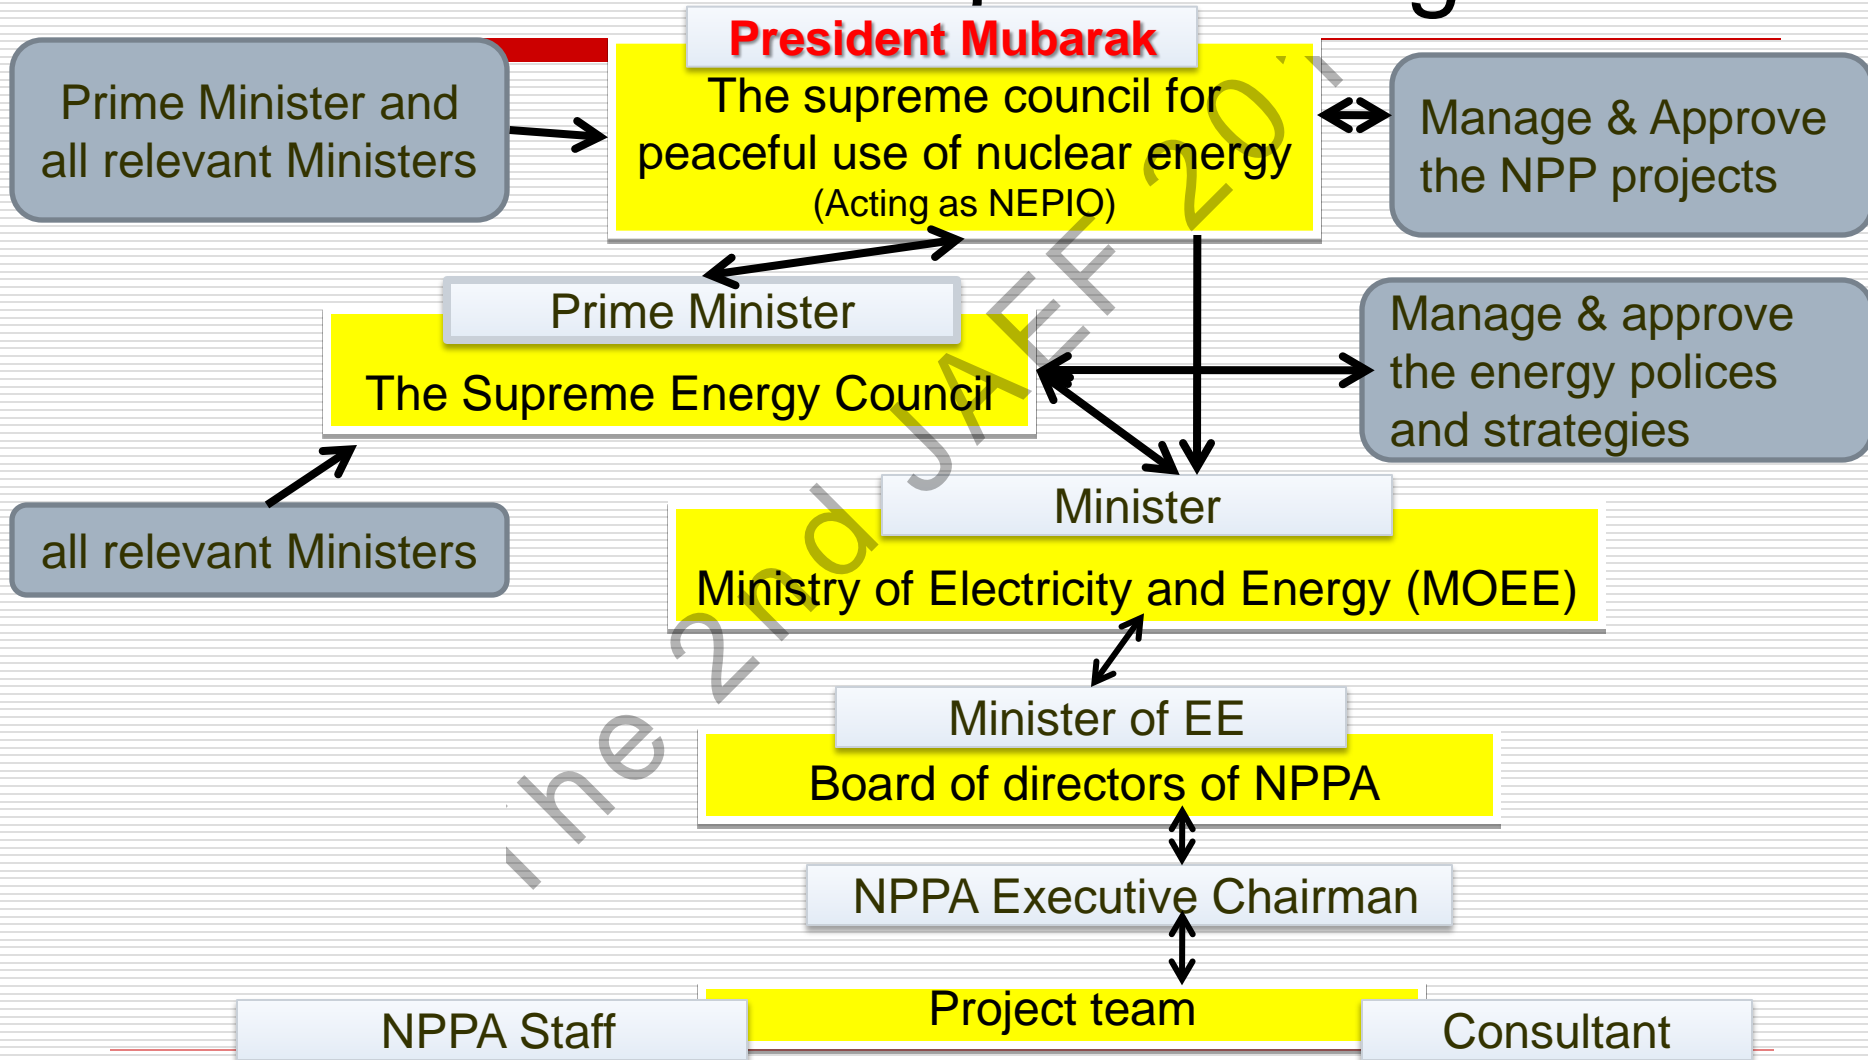 President Mubarak
Prime Minister and
all relevant Ministers
The supreme council for
peaceful use of nuclear energy
(Acting as NEPIO)
Manage & Approve
the NPP projects
Prime Minister
The Supreme Energy Council
Manage & approve
the energy polices
and strategies
all relevant Ministers
Minister
Ministry of Electricity and Energy (MOEE)
Minister of EE
Board of directors of NPPA
NPPA Executive Chairman
Project team
NPPA Staff
Consultant
The 2nd JAEF